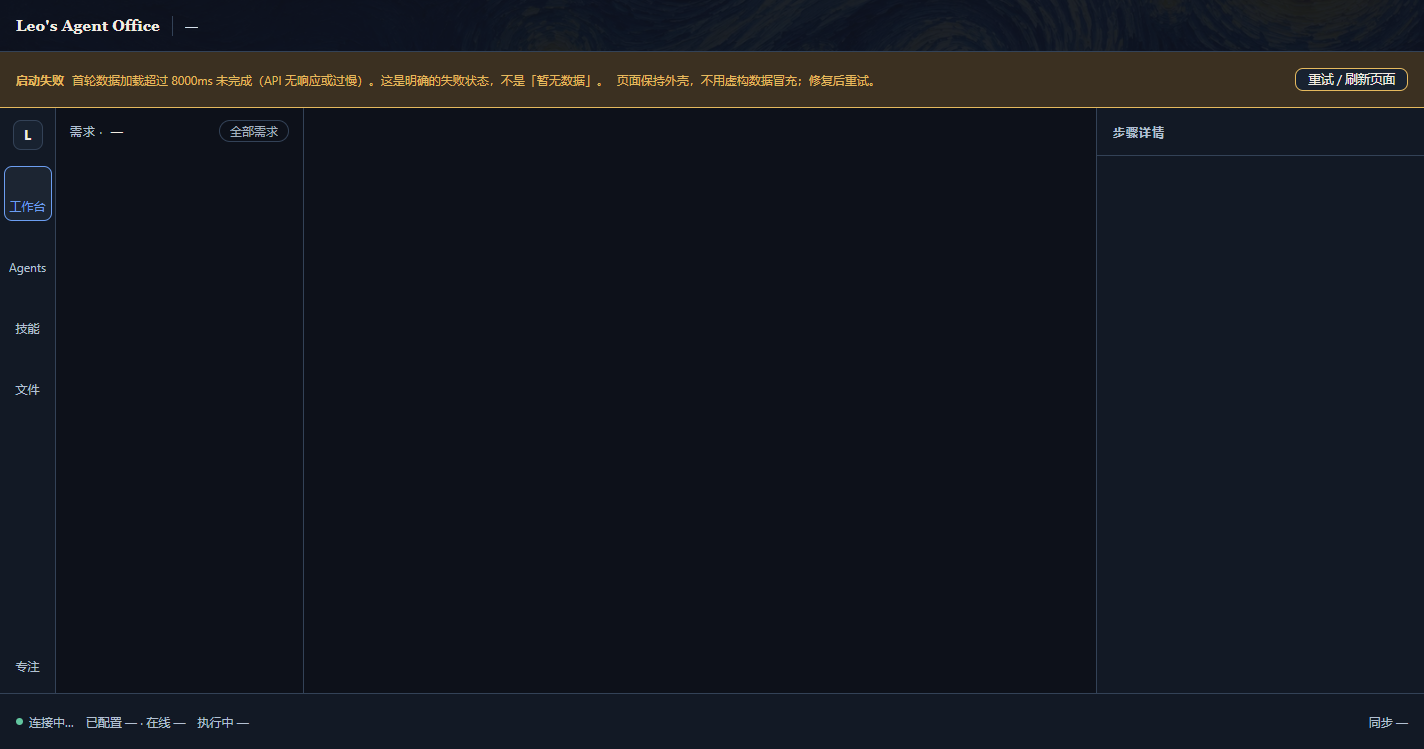 Leo's Agent Office —
启动失败 首轮数据加载超过 8000ms 未完成（API 无响应或过慢）。这是明确的失败状态，不是「暂无数据」。 页面保持外壳，不用虚构数据冒充；修复后重试。 重试 / 刷新页面
L
工作台
Agents
技能
文件
专注
需求 · —
全部需求
步骤详情
连接中... 已配置 — · 在线 — 执行中 —
同步 —